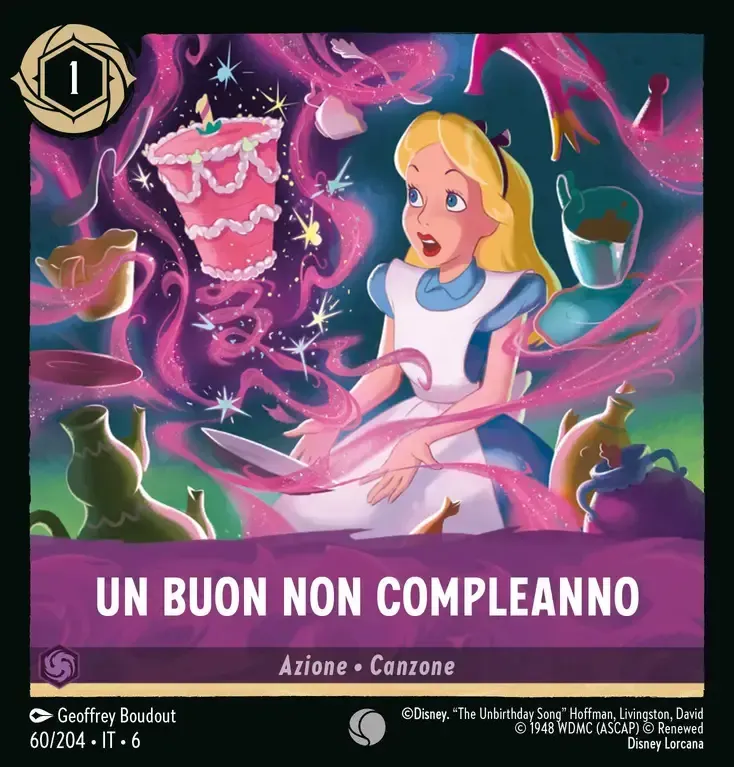 1
UN BUON NON COMPLEANNO
Azione • Canzone
Geoffrey Boudout
60/204 • IT • 6
©Disney. “The Unbirthday Song” Hoffman, Livingston, David
© 1948 WDMC (ASCAP) © Renewed
Disney Lorcana